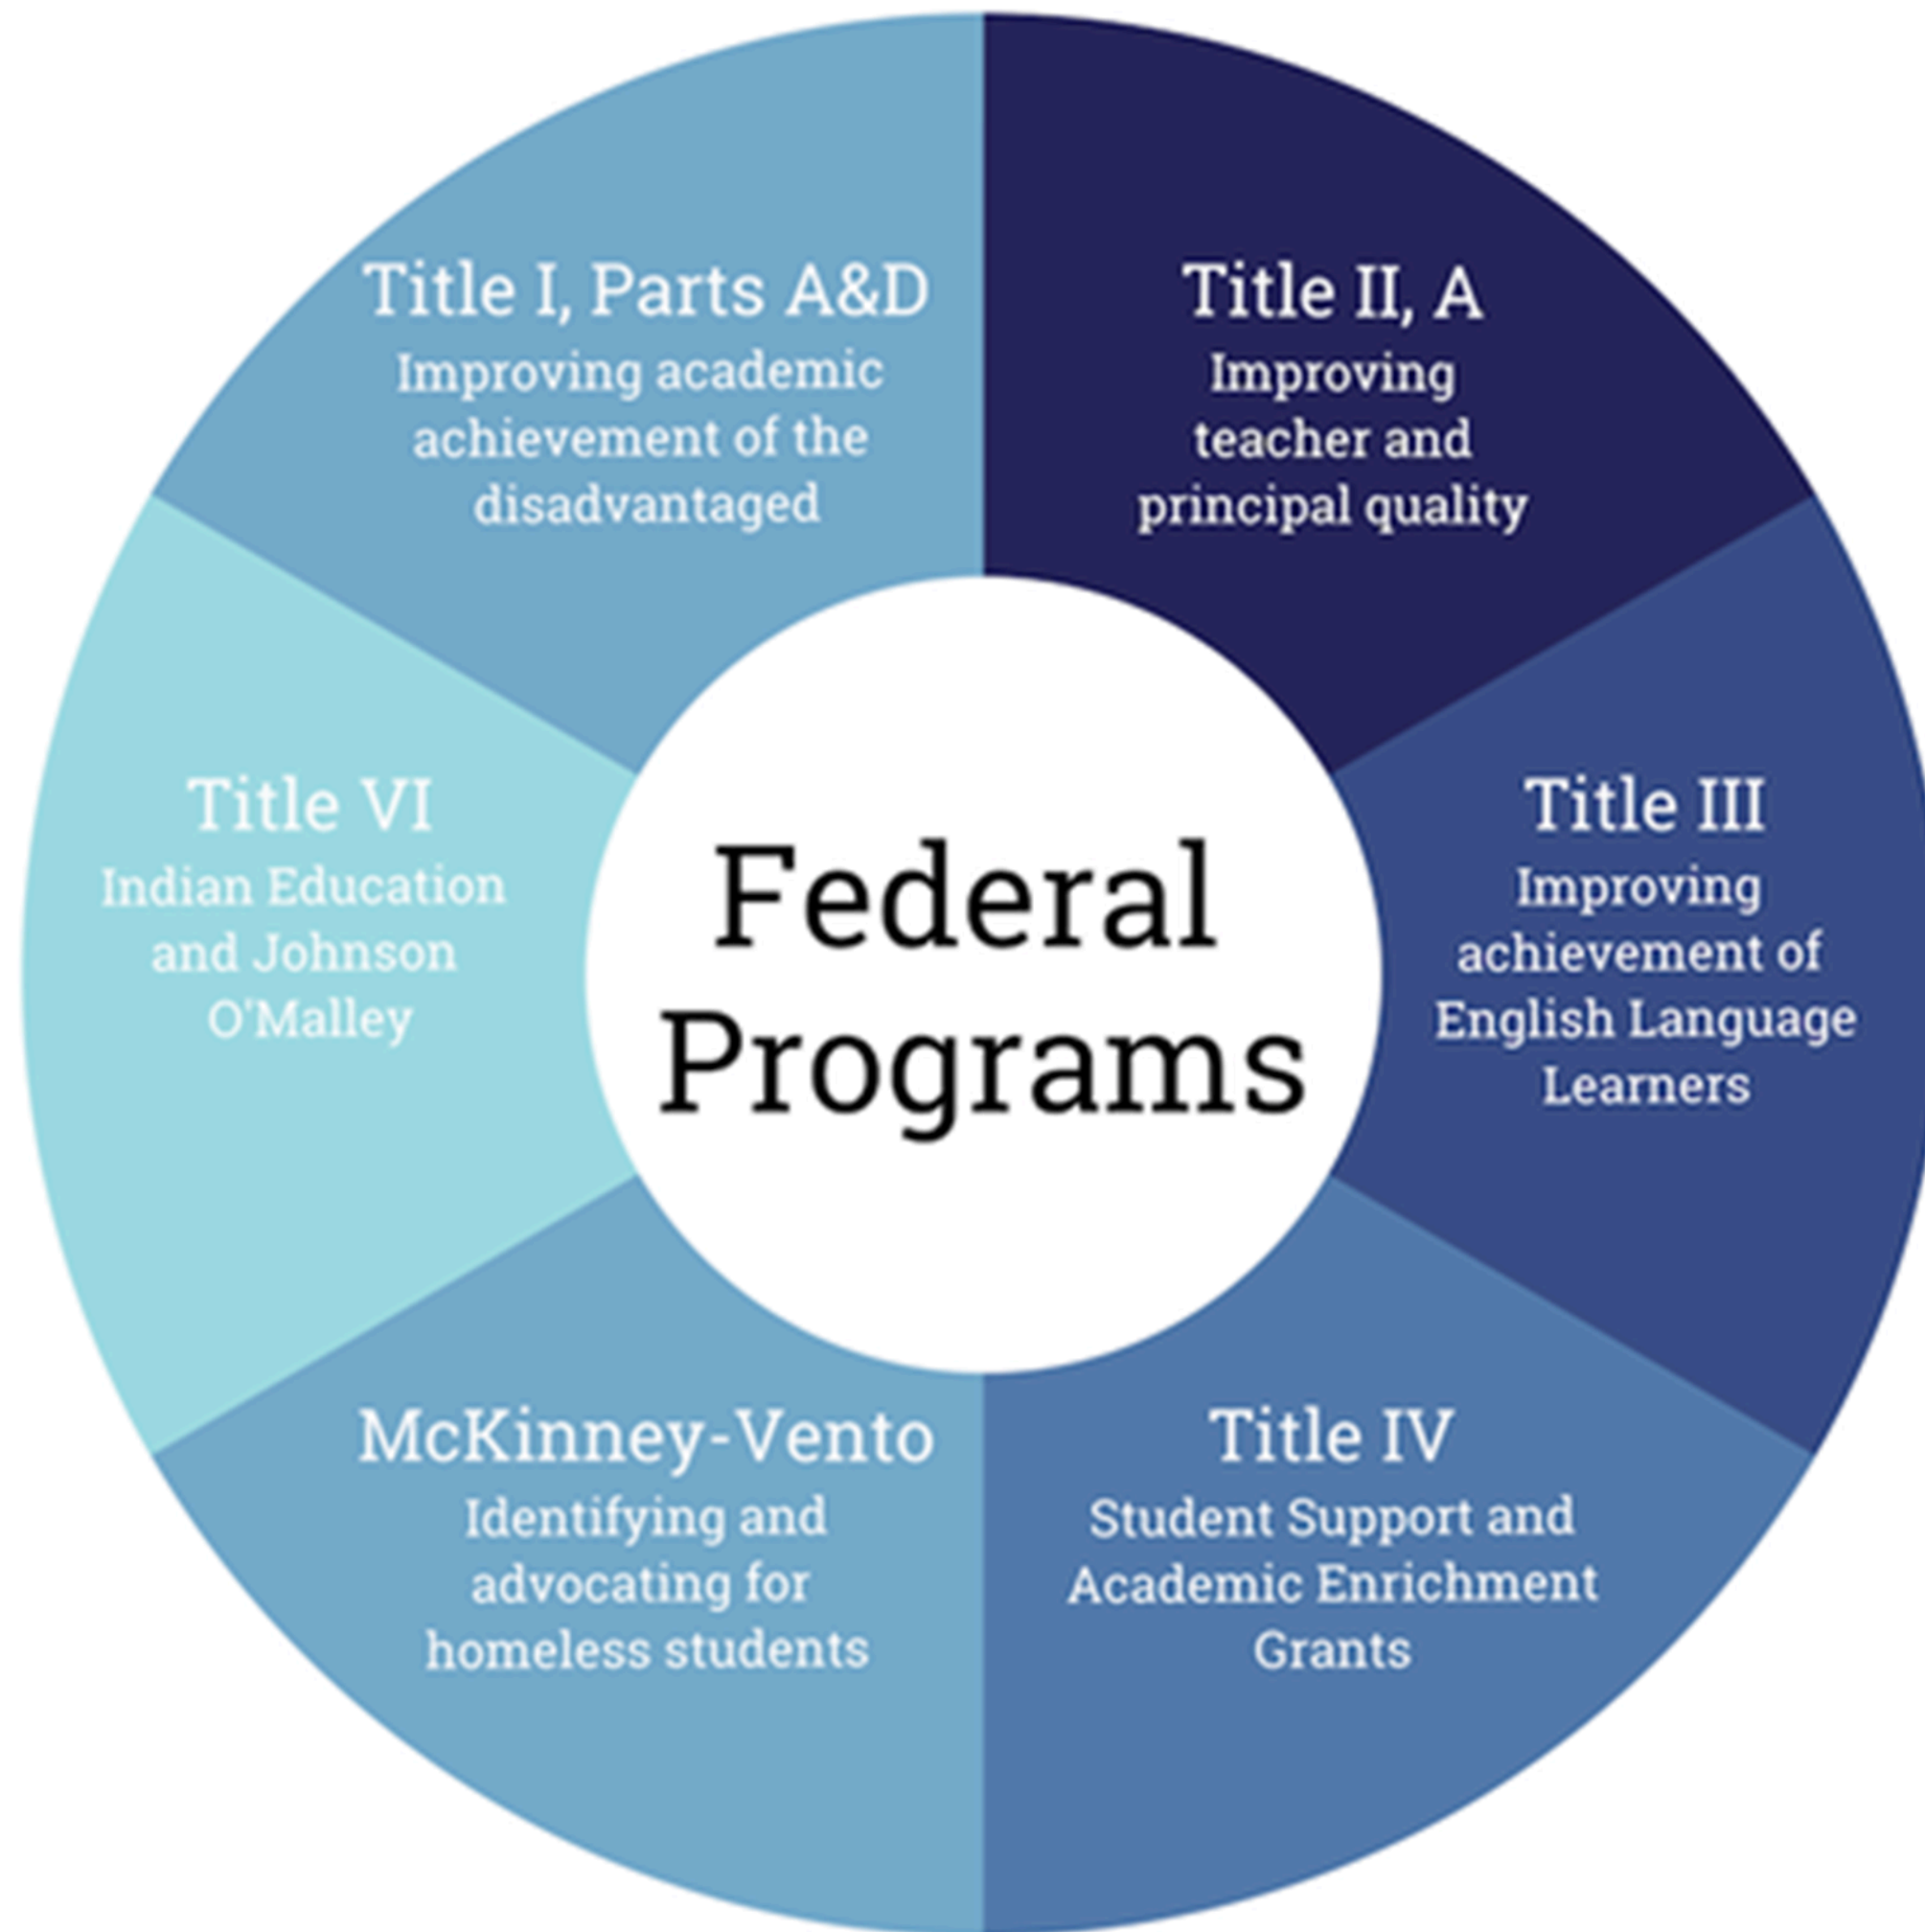 Title I, Parts A&D
Improving academic
achievement of the
disadvantaged
Title II, A
Improving
teacher and
principal quality
Title VI
Indian Education
and Johnson
O'Malley
Federal
Programs
Title III
Improving
achievement of
English Language
Learners
McKinney-Vento
Identifying and
advocating for
homeless students
Title IV
Student Support and
Academic Enrichment
Grants